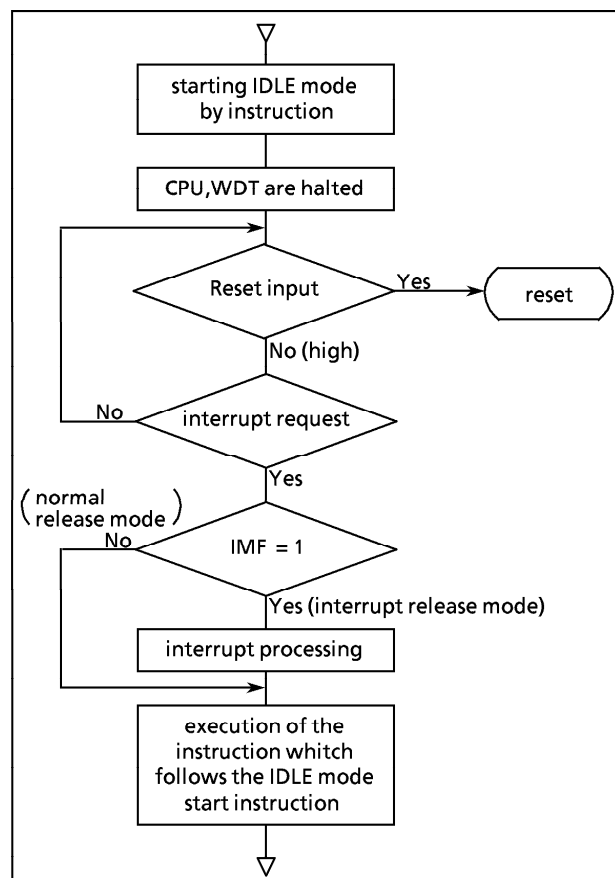 starting IDLE mode
by instruction
CPU,WDT are halted
Reset input
Yes
reset
No (high)
No
interrupt request
Yes
(normal
release mode)
No
IMF = 1
Yes (interrupt release mode)
interrupt processing
execution of the
instruction whitch
follows the IDLE mode
start instruction